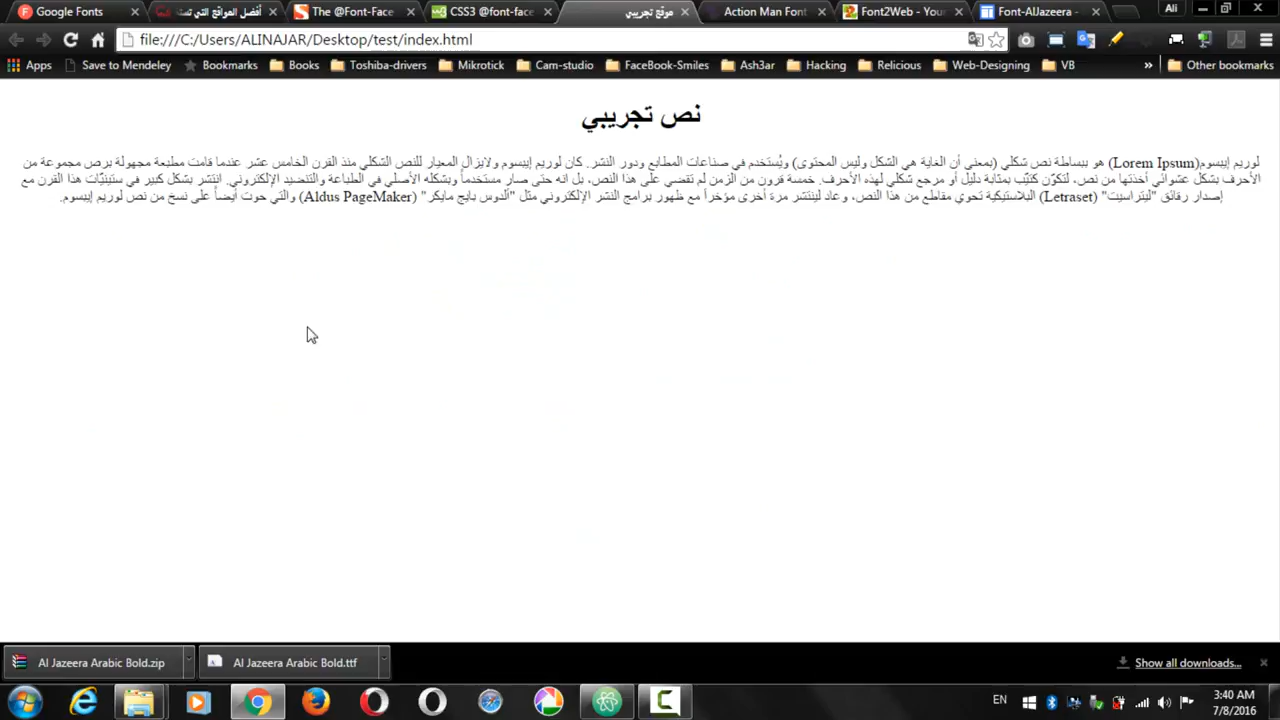 Google Fonts
أفضل المواقع التي تمتد
The @Font-Face
CSS3 @font-face
موقع تجريبي
Action Man Font
Font2Web - Your
Font-AlJazeera -
Ali
file:///C:/Users/ALINAJAR/Desktop/test/index.html
Apps
Save to Mendeley
Bookmarks
Books
Toshiba-drivers
Mikrotick
Cam-studio
FaceBook-Smiles
Ash3ar
Hacking
Relicious
Web-Designing
VB
»
Other bookmarks
نص تجريبي
لوريم إيبسوم(Lorem Ipsum) هو ببساطة نص شكلي (بمعنى أن الغاية هي الشكل وليس المحتوى) ويُستخدم في صناعات المطابع ودور النشر. كان لوريم إيبسوم ولايزال المعيار للنص الشكلي منذ القرن الخامس عشر عندما قامت مطبعة مجهولة برص مجموعة من
الأحرف بشكل عشوائي أخذتها من نص، لتكوّن كتيّب بمثابة دليل أو مرجع شكلي لهذه الأحرف. خمسة قرون من الزمن لم تقضي على هذا النص، بل انه حتى صار مستخدماً وبشكله الأصلي في الطباعة والتنضيد الإلكتروني. انتشر بشكل كبير في ستينيّات هذا القرن مع
إصدار رقائق "ليتراسيت" (Letraset) البلاستيكية تحوي مقاطع من هذا النص، وعاد لينتشر مرة أخرى مؤخراَ مع ظهور برامج النشر الإلكتروني مثل "ألدوس بايج مايكر" (Aldus PageMaker) والتي حوت أيضاً على نسخ من نص لوريم إيبسوم.
Al Jazeera Arabic Bold.zip
Al Jazeera Arabic Bold.ttf
Show all downloads...
EN
3:40 AM
7/8/2016